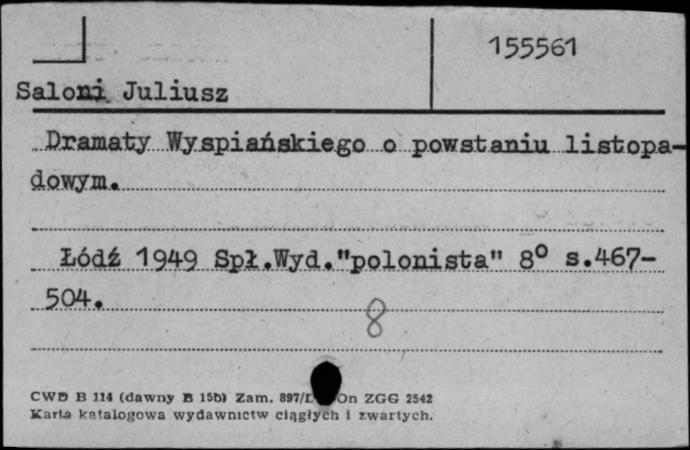 155561
Saloni Juliusz
Dramaty Wyspiańskiego o powstaniu listopa-
dowym.
Łódź 1949 Spł.Wyd."polonista" 8° s.467-
504.
8
CWD B 114 (dawny B 15b) Zam. 897/ On ZGG 2542
Karta katalogowa wydawnictw ciągłych i zwartych.